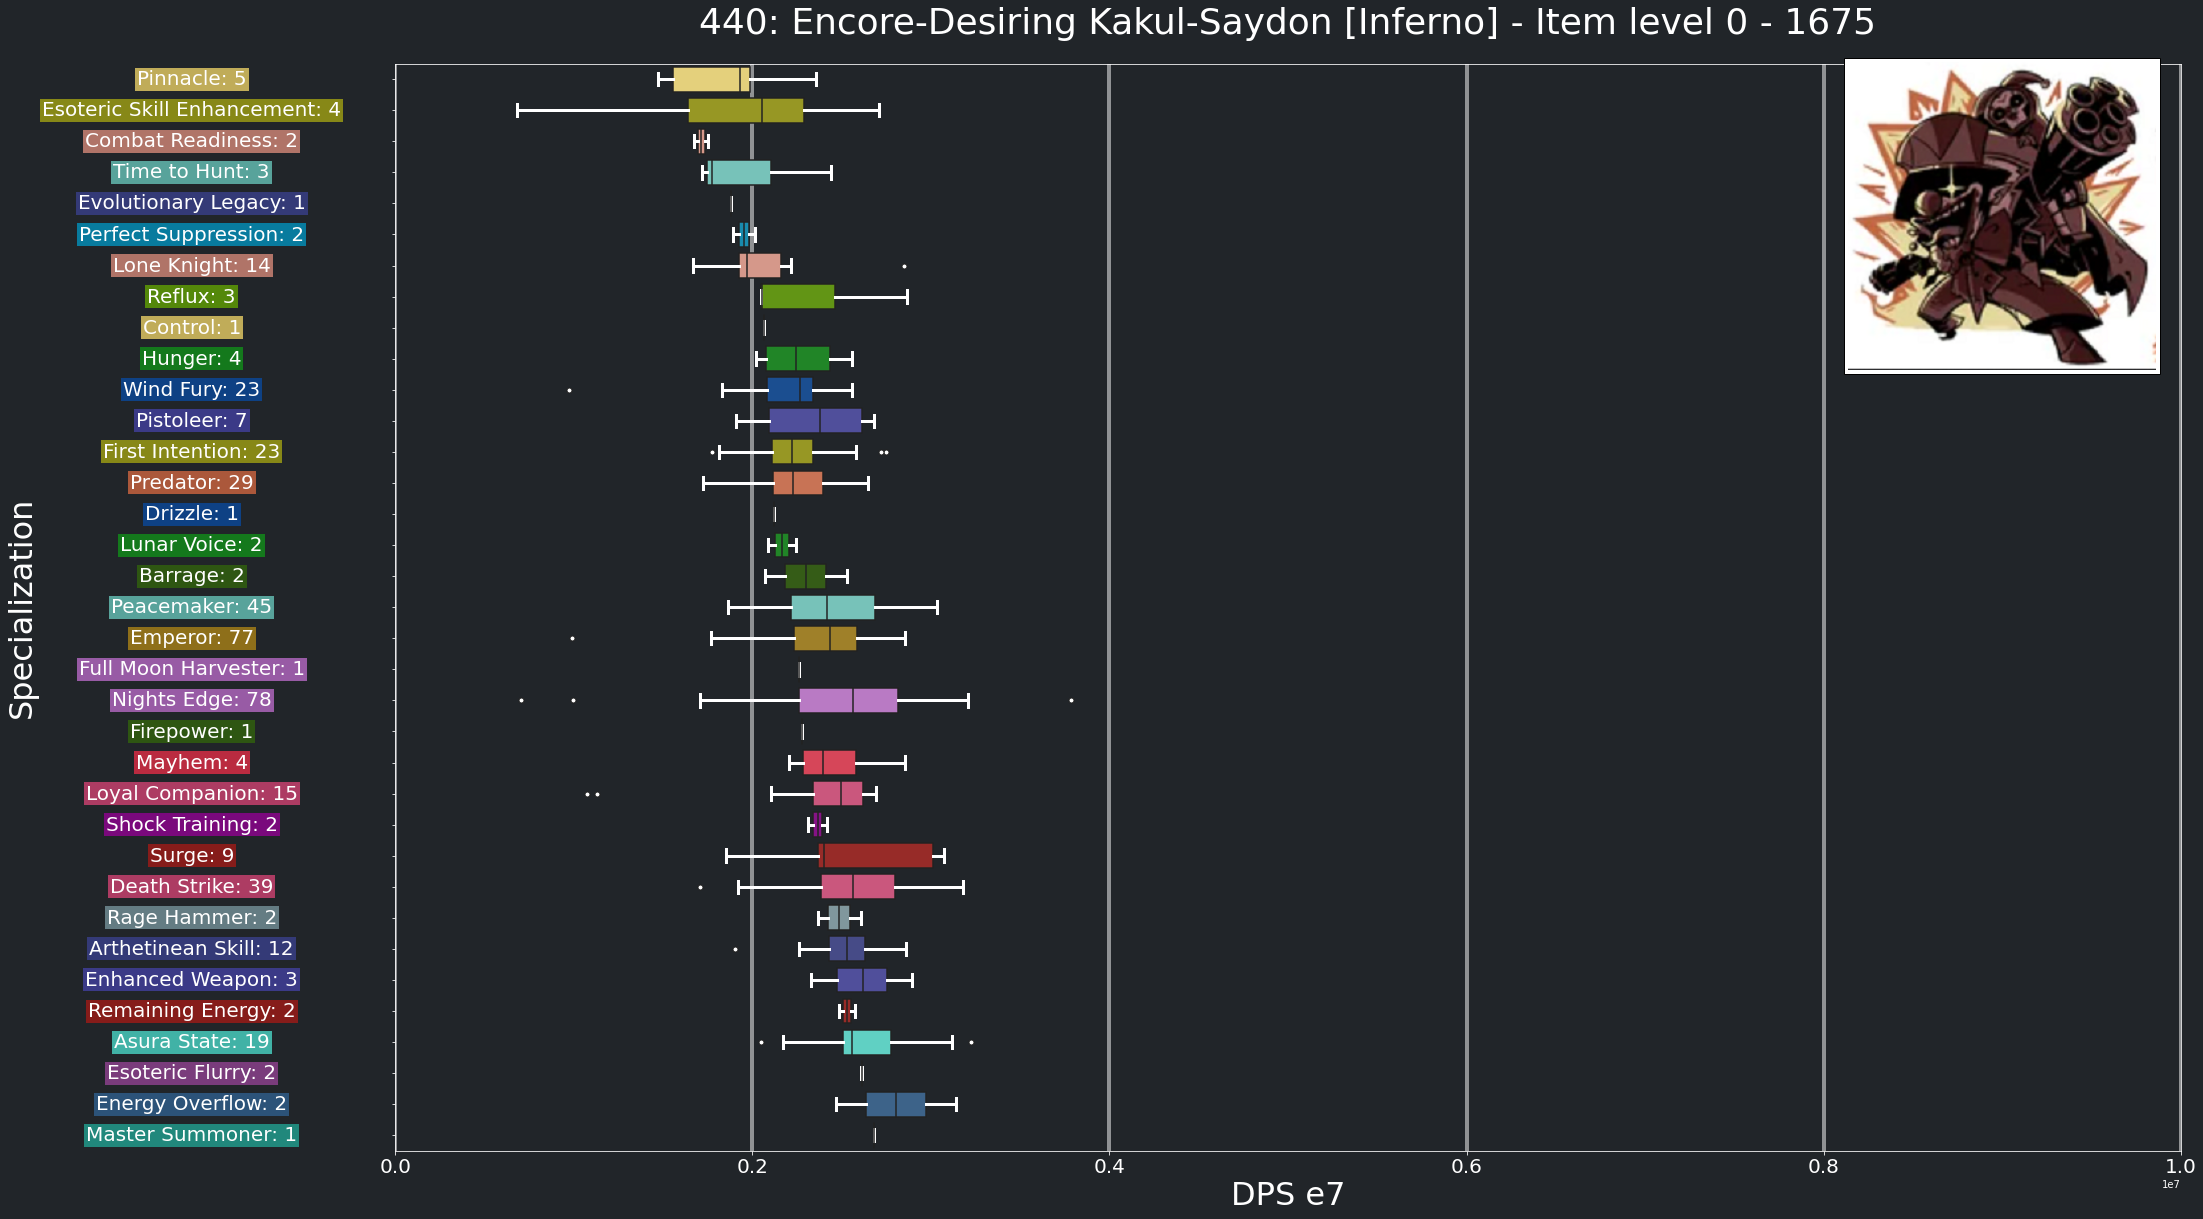 440: Encore-Desiring Kakul-Saydon [Inferno] - Item level 0 - 1675
Pinnacle: 5
Esoteric Skill Enhancement: 4
Combat Readiness: 2
Time to Hunt: 3
Evolutionary Legacy: 1
Perfect Suppression: 2
Lone Knight: 14
Reflux: 3
Control: 1
Hunger: 4
Wind Fury: 23
Pistoleer: 7
First Intention: 23
Predator: 29
Drizzle: 1
Lunar Voice: 2
Barrage: 2
Peacemaker: 45
Emperor: 77
Full Moon Harvester: 1
Nights Edge: 78
Firepower: 1
Mayhem: 4
Loyal Companion: 15
Shock Training: 2
Surge: 9
Death Strike: 39
Rage Hammer: 2
Arthetinean Skill: 12
Enhanced Weapon: 3
Remaining Energy: 2
Asura State: 19
Esoteric Flurry: 2
Energy Overflow: 2
Master Summoner: 1
Specialization
0.0 0.2 0.4 0.6 0.8 1.0
1e7
DPS e7